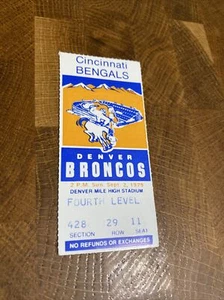 Cincinnati
BENGALS
DENVER
BRONCOS
2 P.M. Sun. Sept. 2, 1979
DENVER MILE HIGH STADIUM
FOURTH LEVEL
428 29 11
SECTION ROW SEAT
NO REFUNDS OR EXCHANGES